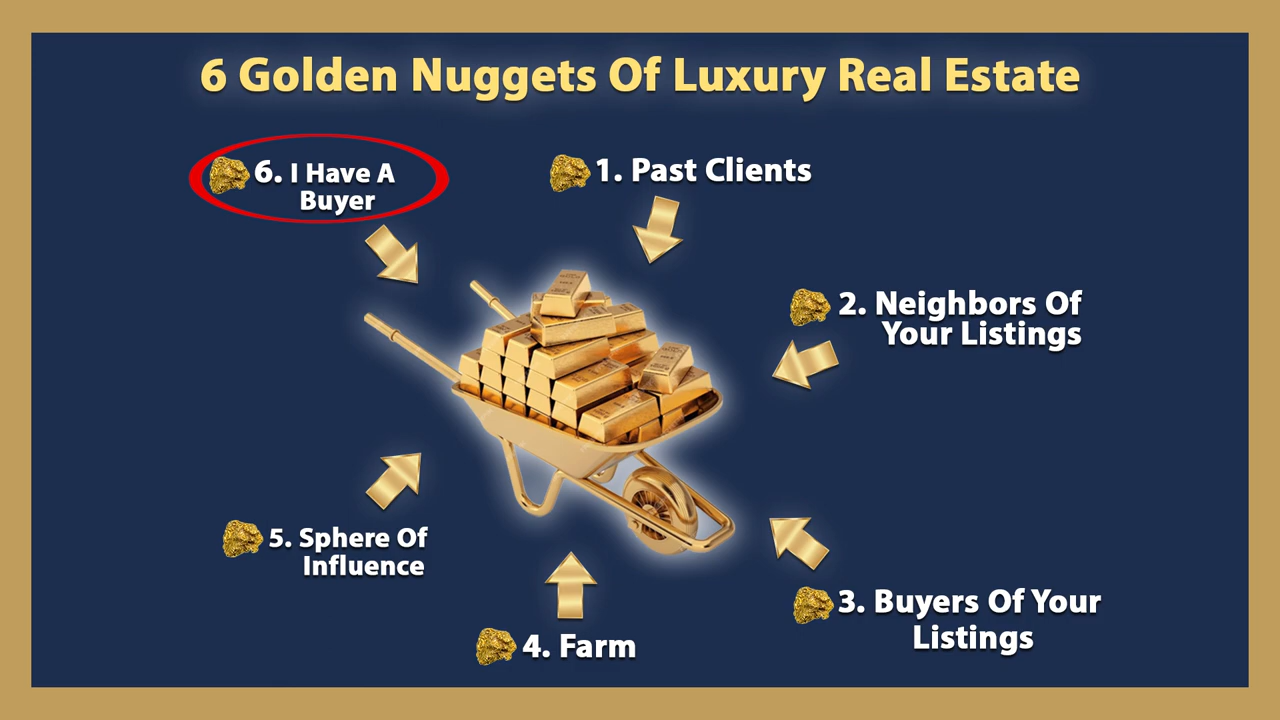 6 Golden Nuggets Of Luxury Real Estate
6. I Have A
Buyer
1. Past Clients
2. Neighbors Of
Your Listings
5. Sphere Of
Influence
3. Buyers Of Your
Listings
4. Farm